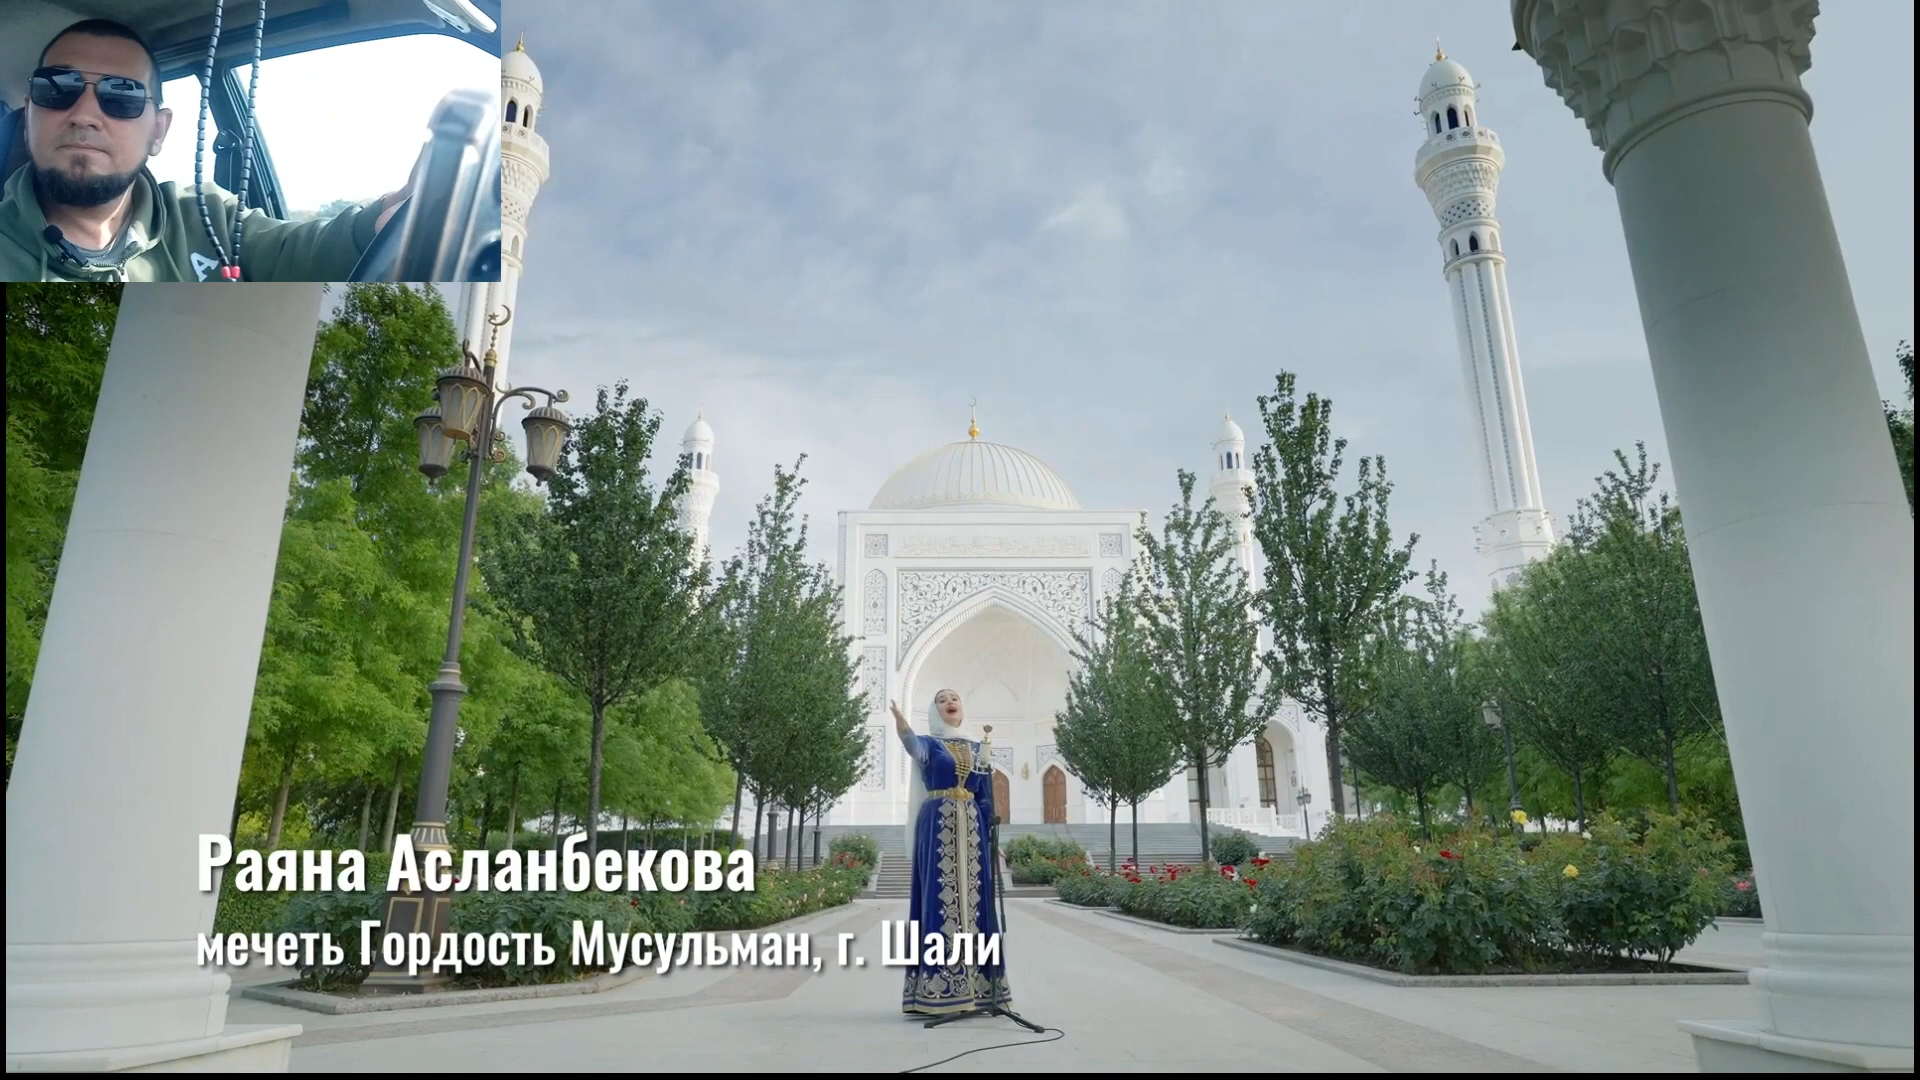 A
Раяна Асланбекова
мечеть Гордость Мусульман, г. Шали